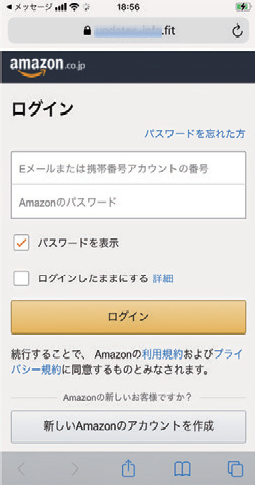 メッセージ 18:56
.fit
amazon.co.jp
ログイン
パスワードを忘れた方
Eメールまたは携帯番号アカウントの番号
Amazonのパスワード
パスワードを表示
ログインしたままにする 詳細
ログイン
続行することで、Amazonの利用規約およびプライ
バシー規約に同意するものとみなされます。
Amazonの新しいお客様ですか?
新しいAmazonのアカウントを作成